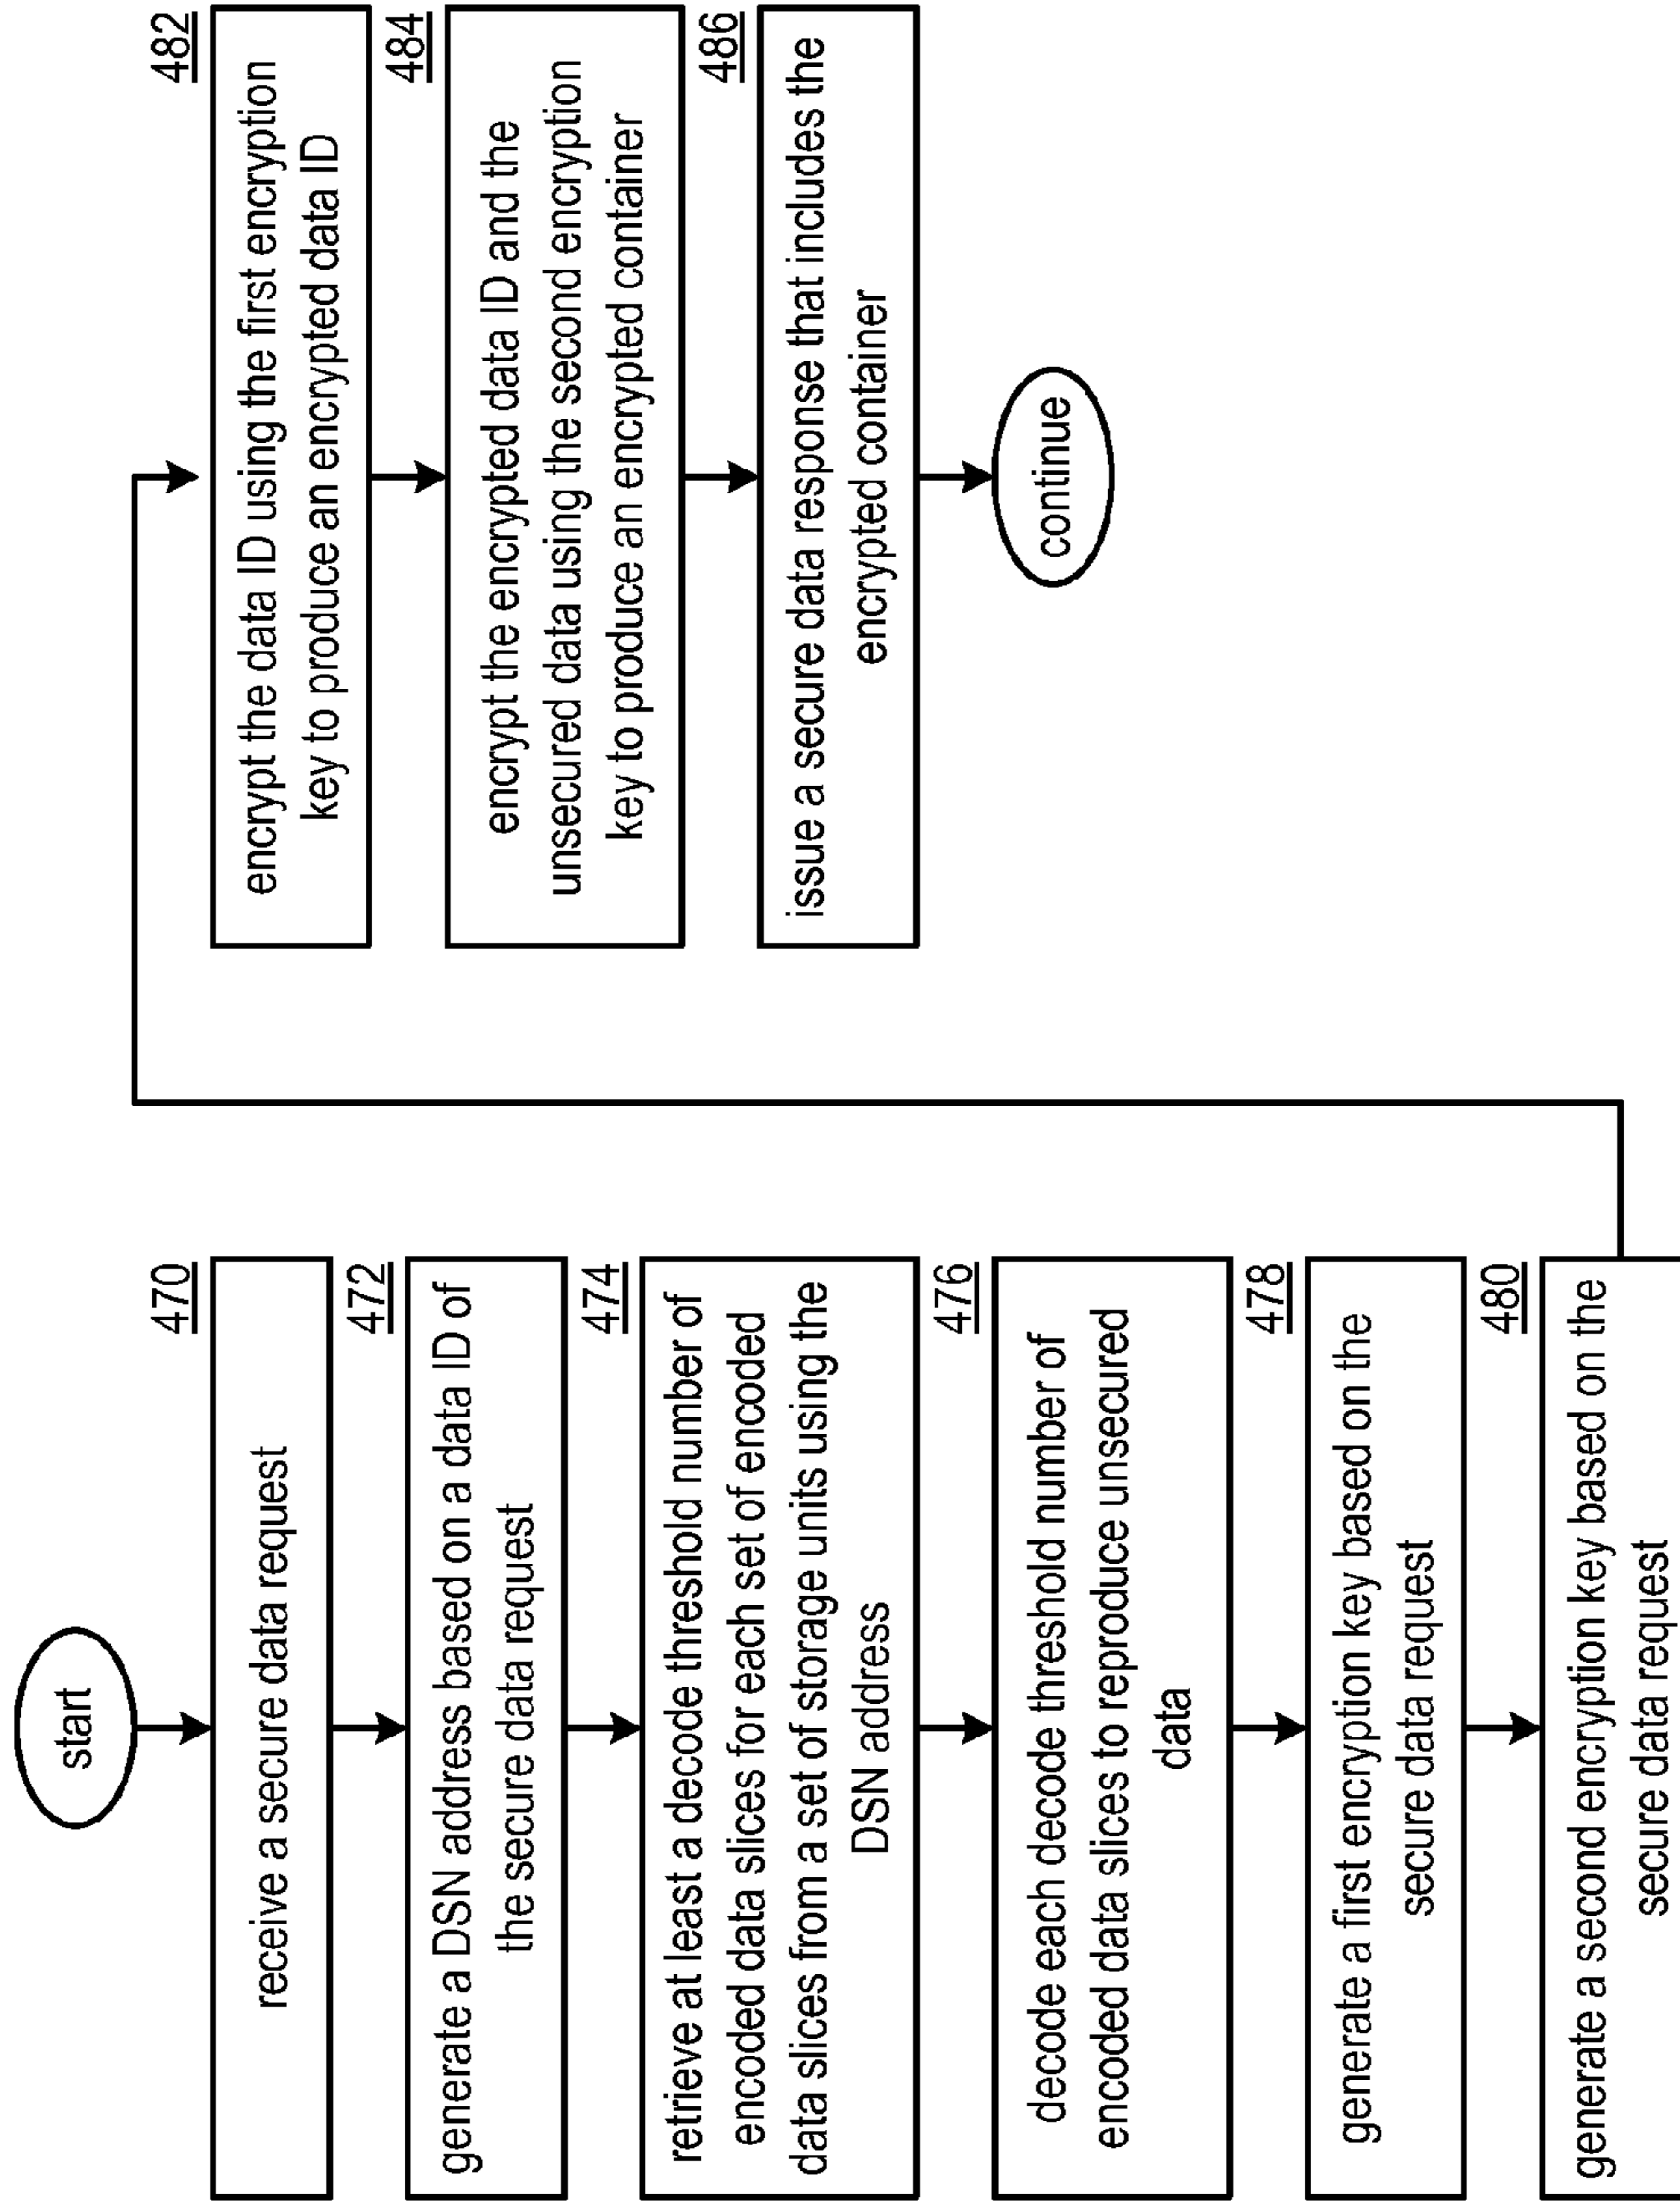 start
470
receive a secure data request
472
generate a DSN address based on a data ID of
the secure data request
474
retrieve at least a decode threshold number of
encoded data slices for each set of encoded
data slices from a set of storage units using the
DSN address
476
decode each decode threshold number of
encoded data slices to reproduce unsecured
data
478
generate a first encryption key based on the
secure data request
480
generate a second encryption key based on the
secure data request
482
encrypt the data ID using the first encryption
key to produce an encrypted data ID
484
encrypt the encrypted data ID and the
unsecured data using the second encryption
key to produce an encrypted container
486
issue a secure data response that includes the
encrypted container
continue